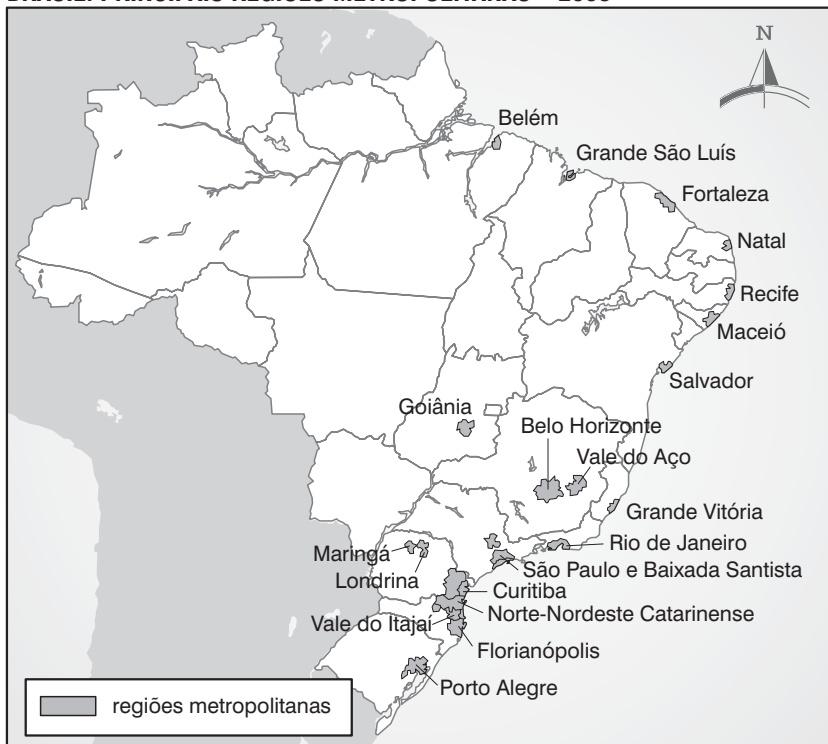 N
Belém
Grande São Luís
Fortaleza
Natal
Recife
Maceió
Salvador
Goiânia
Belo Horizonte
Vale do Aço
Grande Vitória
Rio de Janeiro
São Paulo e Baixada Santista
Maringá
Londrina
Curitiba
Norte-Nordeste Catarinense
Vale do Itajaí
Florianópolis
Porto Alegre
regiões metropolitanas